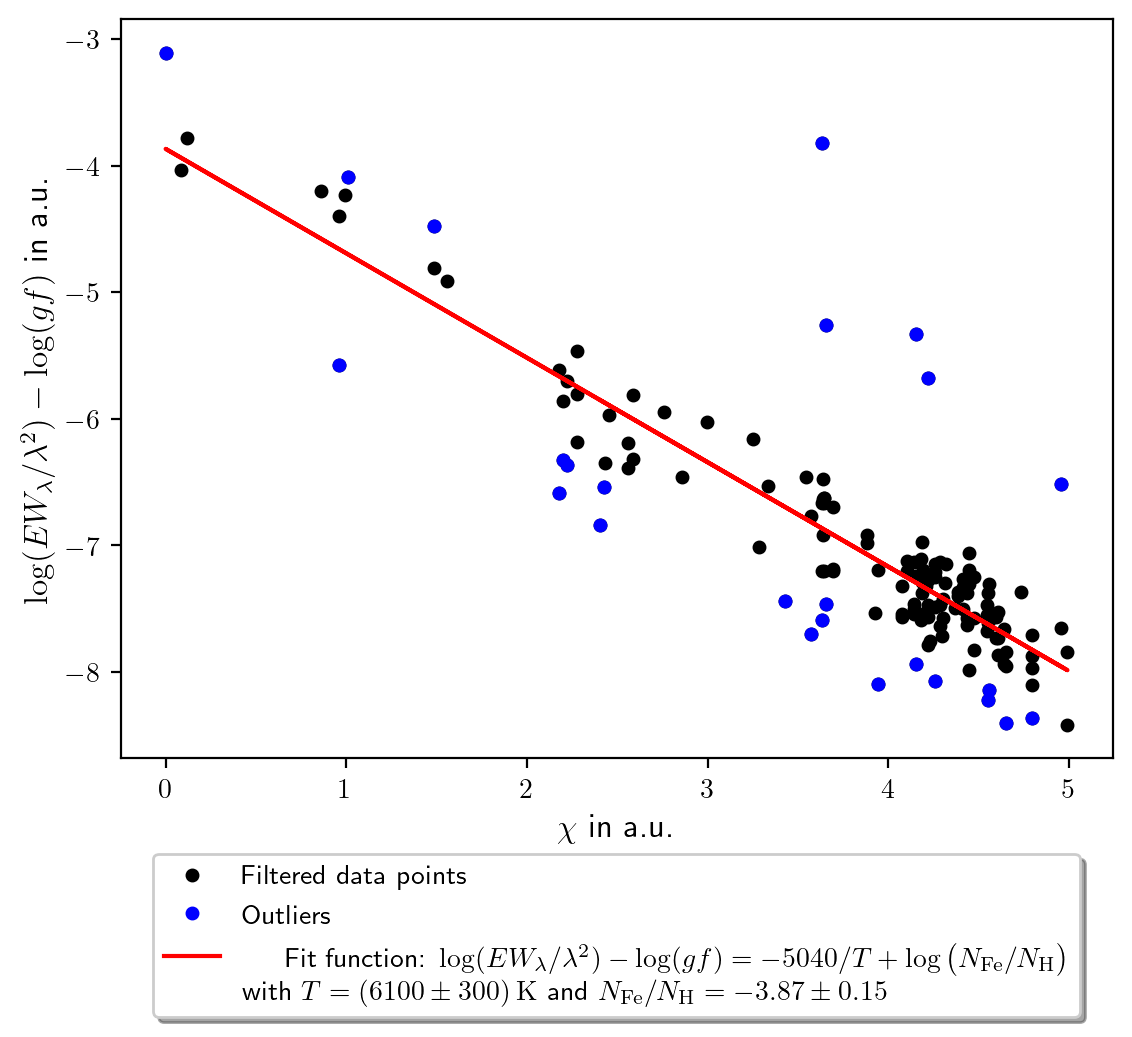 −3
−4
−5
−6
−7
−8
log(EW_λ/λ²) − log(gf) in a.u.
0 1 2 3 4 5
χ in a.u.
Filtered data points
Outliers
Fit function: log(EW_λ/λ²) − log(gf) = −5040/T + log (N_Fe/N_H)
with T = (6100 ± 300) K and N_Fe/N_H = −3.87 ± 0.15